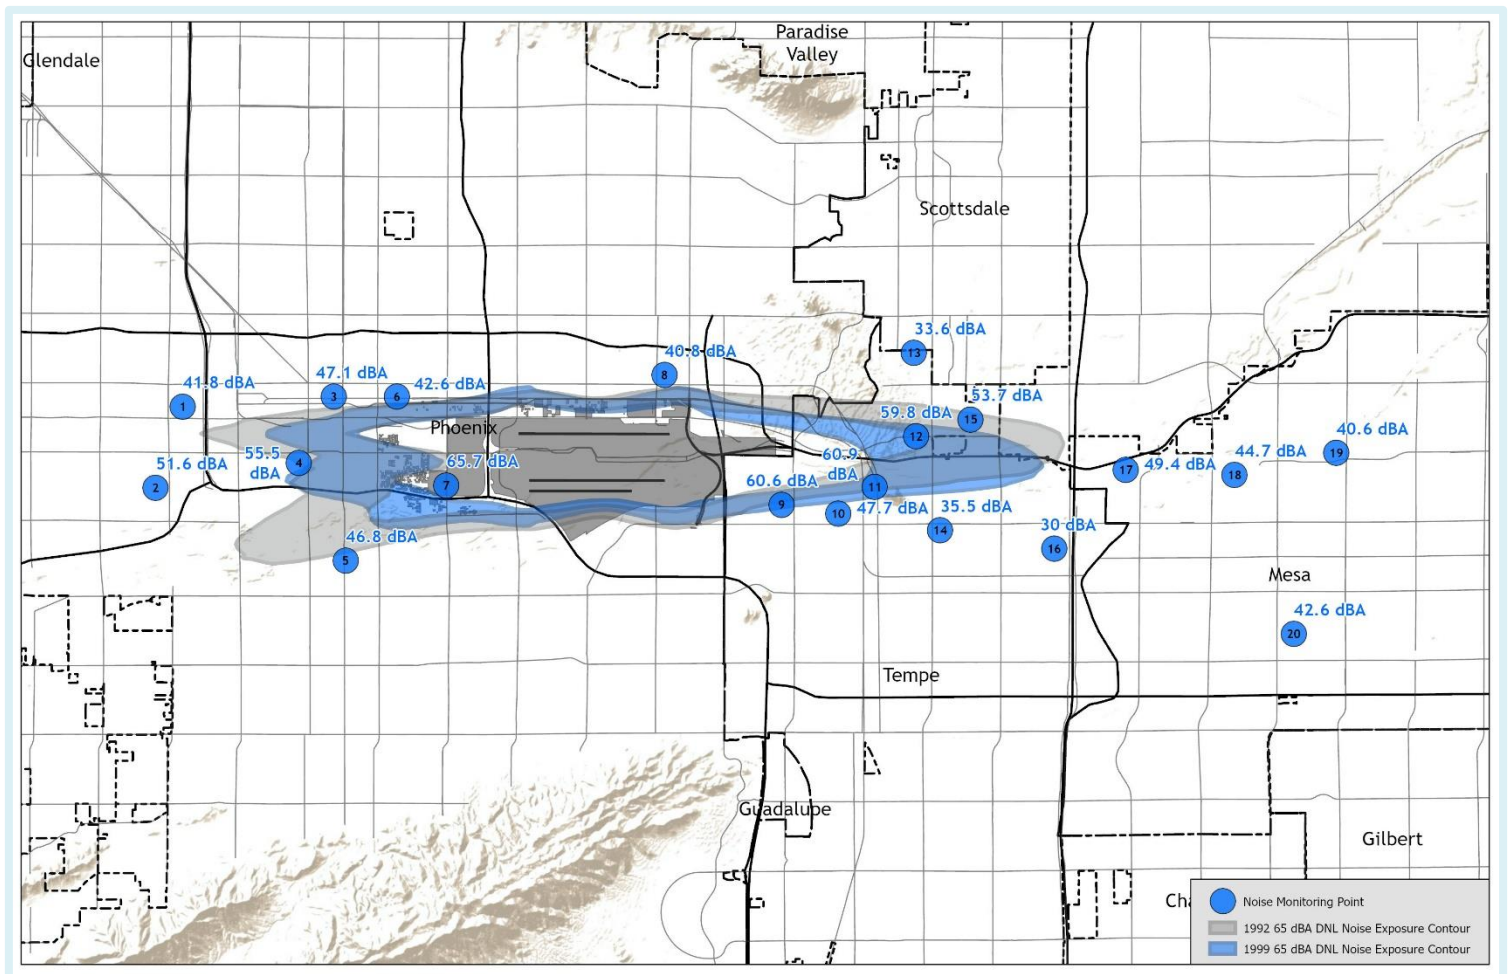 Paradise
Valley
Glendale
Scottsdale
33.6 dBA
13
40.8 dBA
8
47.1 dBA
3
42.6 dBA
6
41.8 dBA
1
53.7 dBA
15
59.8 dBA
12
Phoenix
55.5
dBA
4
65.7 dBA
7
51.6 dBA
2
60.9
dBA
11
60.6 dBA
9
47.7 dBA
10
35.5 dBA
14
49.4 dBA
17
44.7 dBA
18
40.6 dBA
19
30 dBA
16
46.8 dBA
5
Mesa
42.6 dBA
20
Tempe
Guadalupe
Gilbert
Cha
Noise Monitoring Point
1992 65 dBA DNL Noise Exposure Contour
1999 65 dBA DNL Noise Exposure Contour